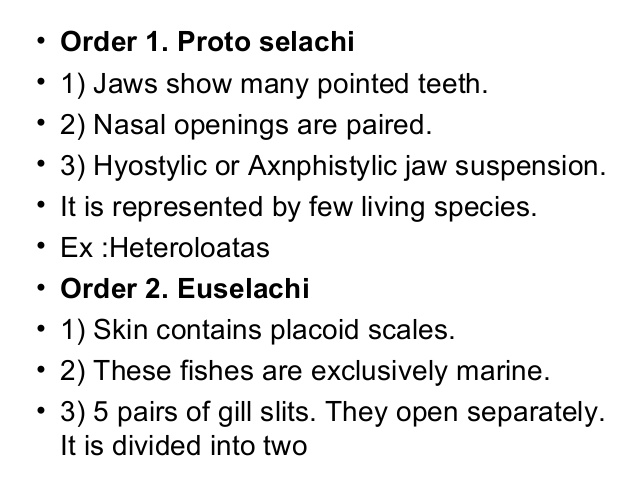 • Order 1. Proto selachi
• 1) Jaws show many pointed teeth.
• 2) Nasal openings are paired.
• 3) Hyostylic or Axnphistylic jaw suspension.
• It is represented by few living species.
• Ex :Heteroloatas
• Order 2. Euselachi
• 1) Skin contains placoid scales.
• 2) These fishes are exclusively marine.
• 3) 5 pairs of gill slits. They open separately.
It is divided into two